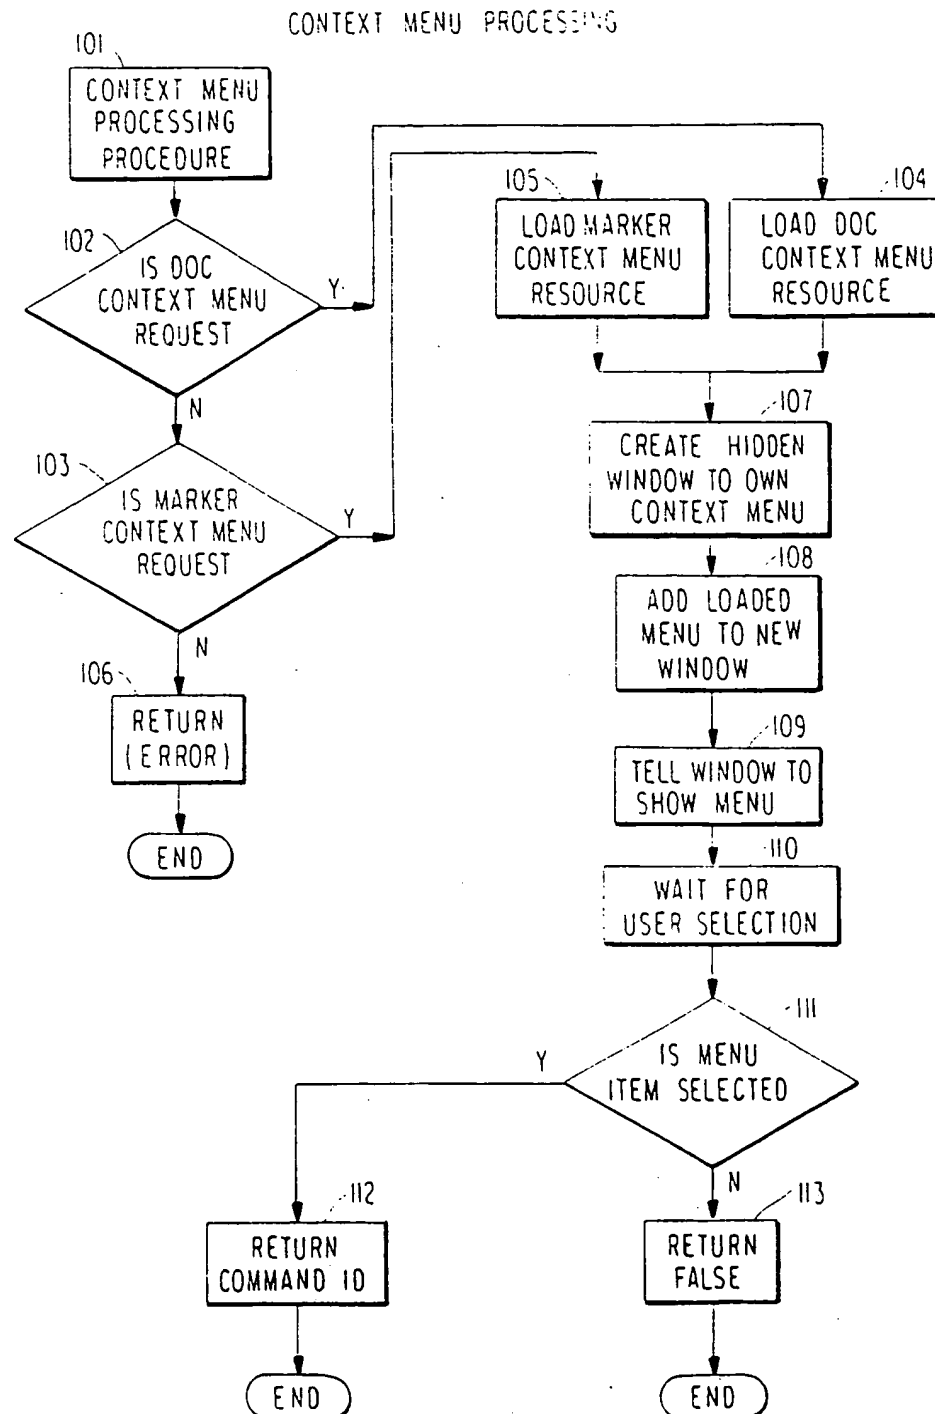 CONTEXT MENU PROCESSING
101
CONTEXT MENU
PROCESSING
PROCEDURE
102
IS DOC
CONTEXT MENU
REQUEST
Y
N
103
IS MARKER
CONTEXT MENU
REQUEST
Y
N
106
RETURN
(ERROR)
END
105
LOAD MARKER
CONTEXT MENU
RESOURCE
104
LOAD DOC
CONTEXT MENU
RESOURCE
107
CREATE HIDDEN
WINDOW TO OWN
CONTEXT MENU
108
ADD LOADED
MENU TO NEW
WINDOW
109
TELL WINDOW TO
SHOW MENU
110
WAIT FOR
USER SELECTION
111
IS MENU
ITEM SELECTED
Y
N
112
RETURN
COMMAND ID
END
113
RETURN
FALSE
END